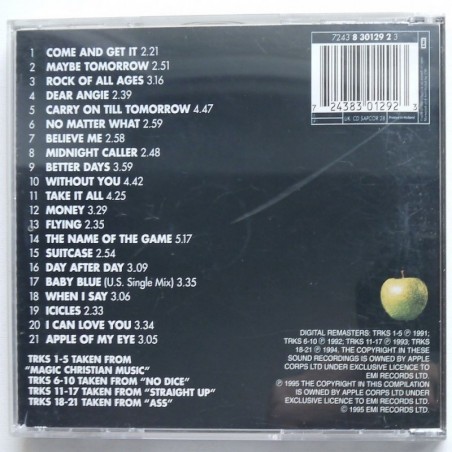 7243 8 30129 2 3
1 COME AND GET IT 2.21
2 MAYBE TOMORROW 2.51
3 ROCK OF ALL AGES 3.16
4 DEAR ANGIE 2.39
5 CARRY ON TILL TOMORROW 4.47
6 NO MATTER WHAT 2.59
7 BELIEVE ME 2.58
8 MIDNIGHT CALLER 2.48
9 BETTER DAYS 3.59
10 WITHOUT YOU 4.42
11 TAKE IT ALL 4.25
12 MONEY 3.29
13 FLYING 2.35
14 THE NAME OF THE GAME 5.17
15 SUITCASE 2.54
16 DAY AFTER DAY 3.09
17 BABY BLUE (U.S. Single Mix) 3.35
18 WHEN I SAY 3.06
19 ICICLES 2.33
20 I CAN LOVE YOU 3.34
21 APPLE OF MY EYE 3.05
TRKS 1-5 TAKEN FROM
"MAGIC CHRISTIAN MUSIC"
TRKS 6-10 TAKEN FROM "NO DICE"
TRKS 11-17 TAKEN FROM "STRAIGHT UP"
TRKS 18-21 TAKEN FROM "ASS"
7 24383 01292 3
UK: CD SAPCOR 28
DIGITAL REMASTERS: TRKS 1-5 ℗ 1991;
TRKS 6-10 ℗ 1992; TRKS 11-17 ℗ 1993; TRKS
18-21 ℗ 1994. THE COPYRIGHT IN THESE
SOUND RECORDINGS IS OWNED BY APPLE
CORPS LTD UNDER EXCLUSIVE LICENCE TO
EMI RECORDS LTD.
℗ 1995 THE COPYRIGHT IN THIS COMPILATION
IS OWNED BY APPLE CORPS LTD UNDER
EXCLUSIVE LICENCE TO EMI RECORDS LTD.
© 1995 EMI RECORDS LTD.